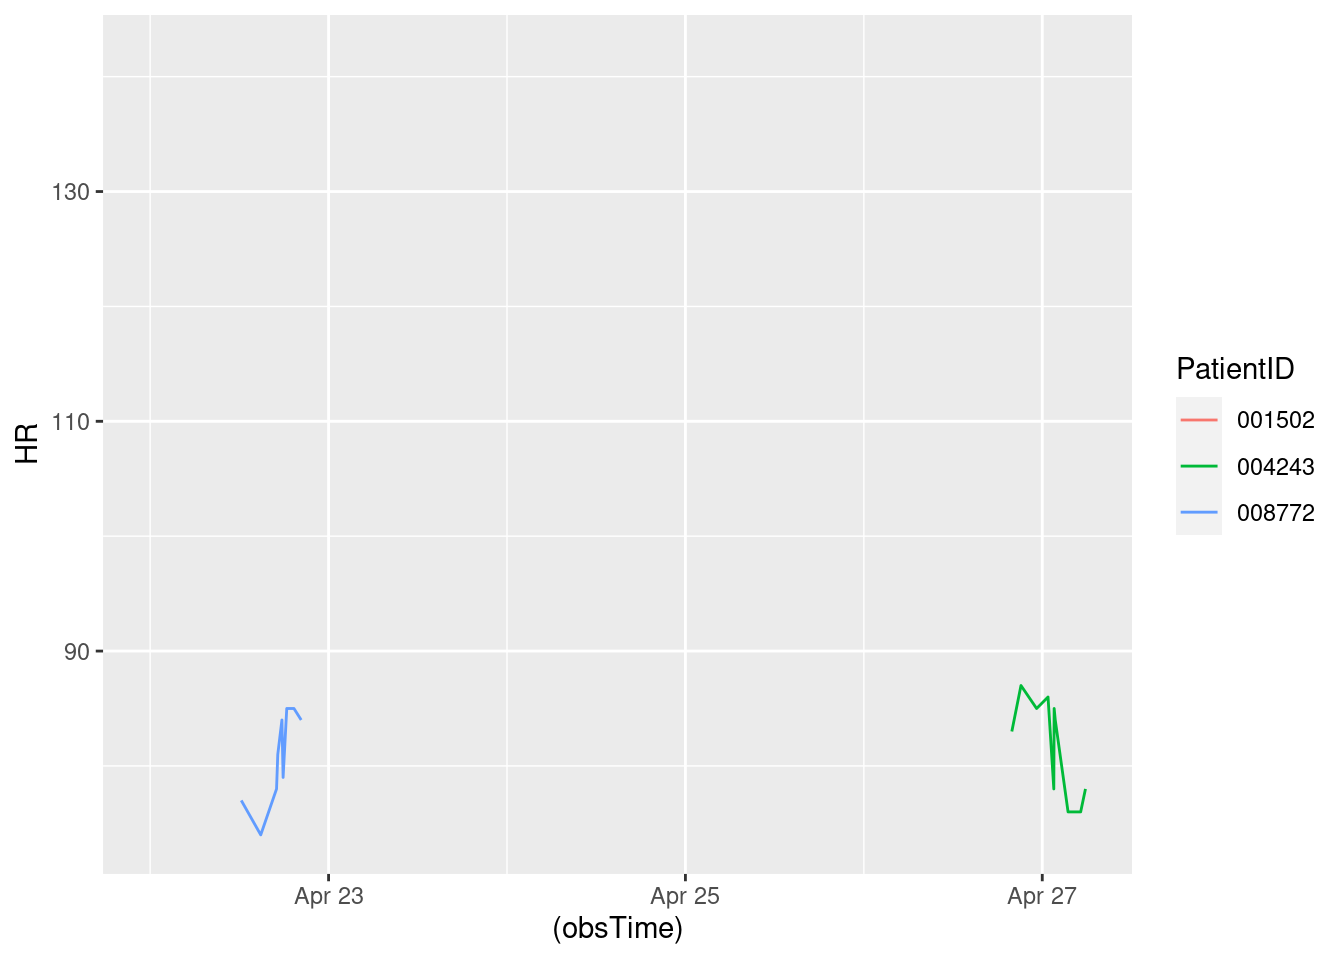 130
110
90
HR
Apr 23
Apr 25
Apr 27
(obsTime)
PatientID
001502
004243
008772